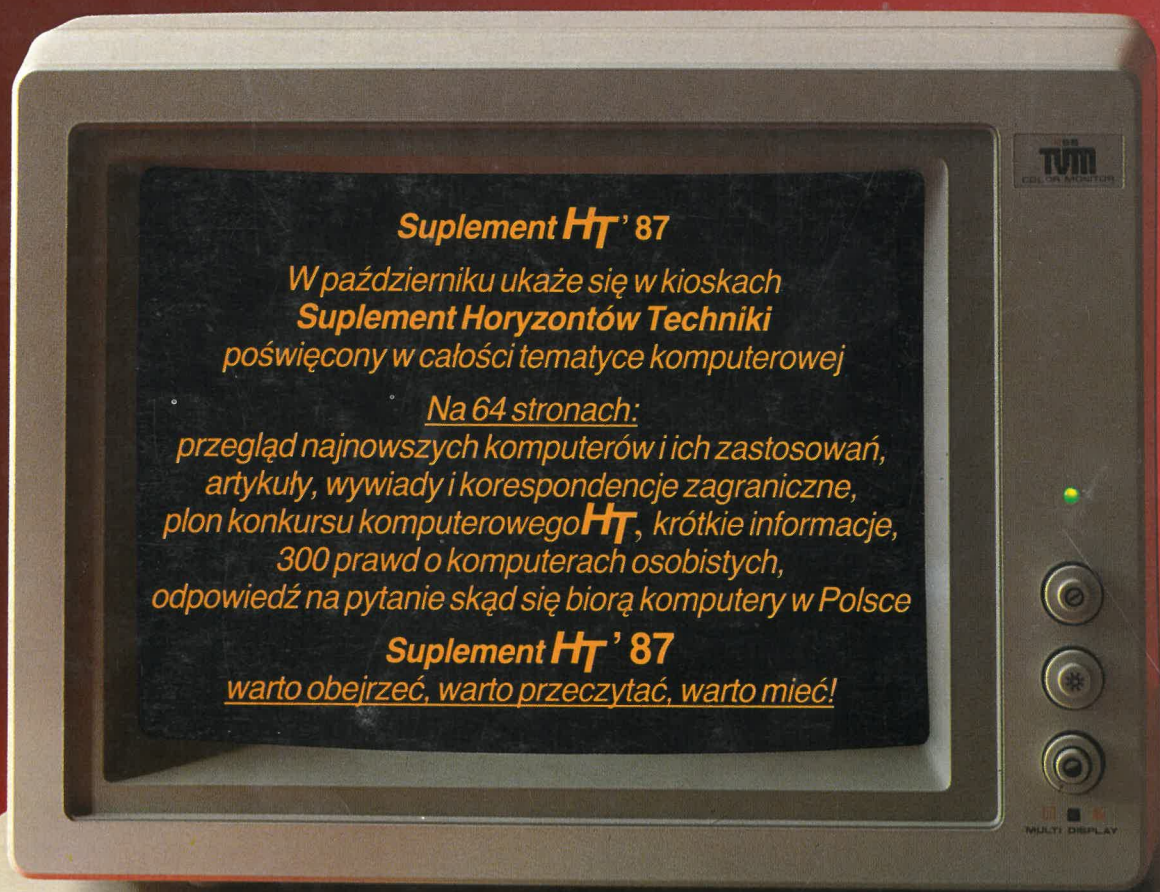 Suplement HT ’ 87
W październiku ukaże się w kioskach
Suplement Horyzontów Techniki
poświęcony w całości tematyce komputerowej
Na 64 stronach:
przegląd najnowszych komputerów i ich zastosowań,
artykuły, wywiady i korespondencje zagraniczne,
plon konkursu komputerowego HT, krótkie informacje,
300 prawd o komputerach osobistych,
odpowiedź na pytanie skąd się biorą komputery w Polsce
Suplement HT ’ 87
warto obejrzeć, warto przeczytać, warto mieć!
TVM
COLOR MONITOR
MULTI DISPLAY